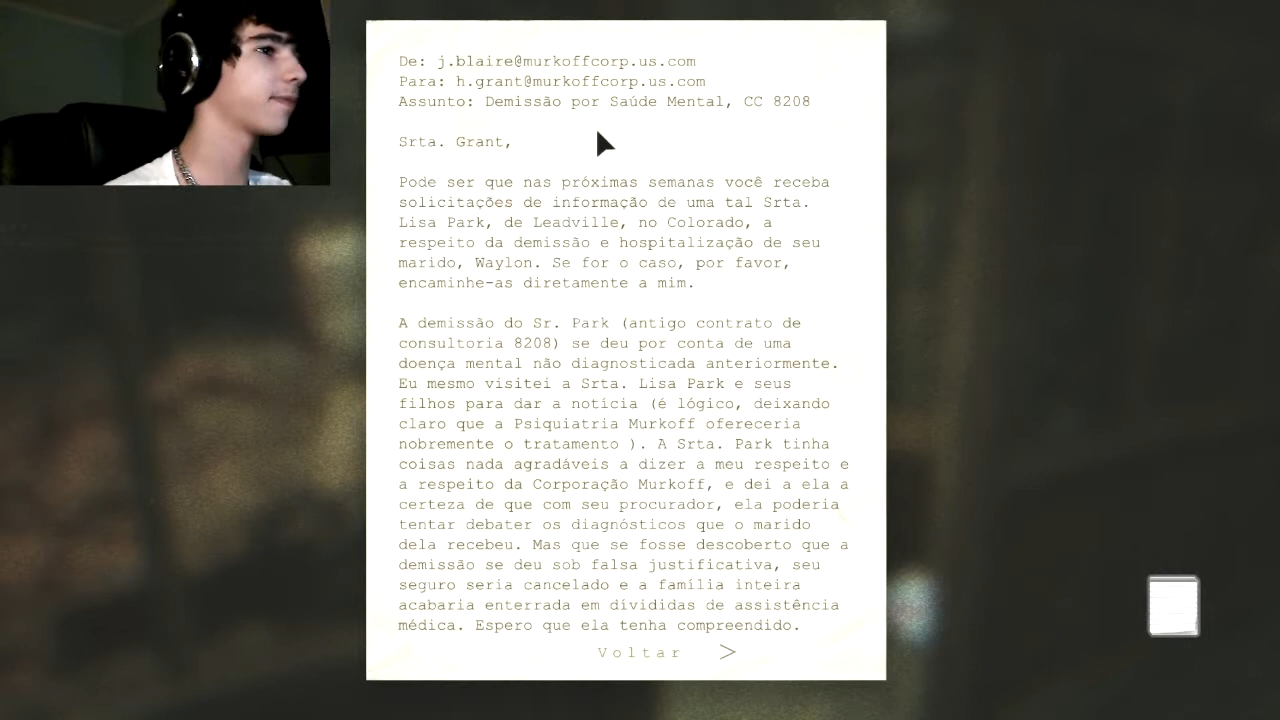 De: j.blaire@murkoffcorp.us.com
Para: h.grant@murkoffcorp.us.com
Assunto: Demissão por Saúde Mental, CC 8208
Srta. Grant,
Pode ser que nas próximas semanas você receba
solicitações de informação de uma tal Srta.
Lisa Park, de Leadville, no Colorado, a
respeito da demissão e hospitalização de seu
marido, Waylon. Se for o caso, por favor,
encaminhe-as diretamente a mim.
A demissão do Sr. Park (antigo contrato de
consultoria 8208) se deu por conta de uma
doença mental não diagnosticada anteriormente.
Eu mesmo visitei a Srta. Lisa Park e seus
filhos para dar a notícia (é lógico, deixando
claro que a Psiquiatria Murkoff ofereceria
nobremente o tratamento ). A Srta. Park tinha
coisas nada agradáveis a dizer a meu respeito e
a respeito da Corporação Murkoff, e dei a ela a
certeza de que com seu procurador, ela poderia
tentar debater os diagnósticos que o marido
dela recebeu. Mas que se fosse descoberto que a
demissão se deu sob falsa justificativa, seu
seguro seria cancelado e a família inteira
acabaria enterrada em dívididas de assistência
médica. Espero que ela tenha compreendido.
Voltar >